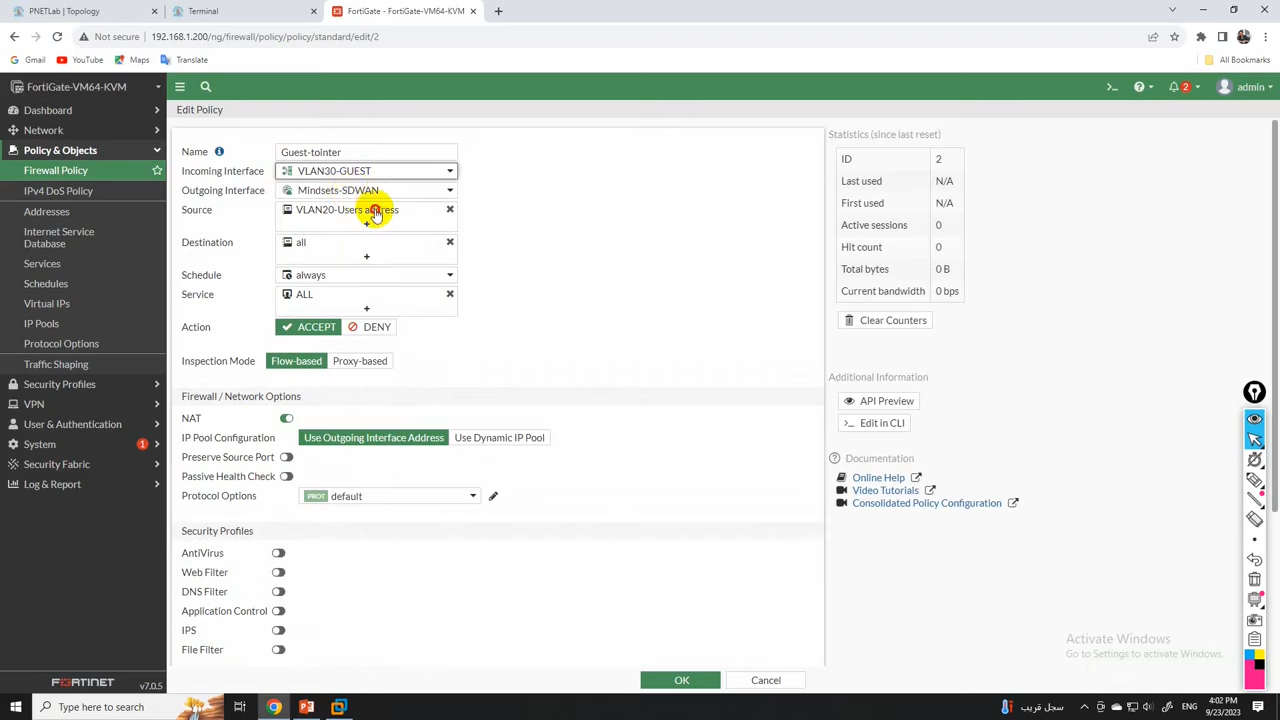 PNETLab | Topology
Terminal
FortiGate - FortiGate-VM64-KVM
Not secure
192.168.1.200/ng/firewall/policy/policy/standard/edit/2
Gmail
YouTube
Maps
Translate
All Bookmarks
FortiGate-VM64-KVM
2
admin
Dashboard
Network
Policy & Objects
Firewall Policy
IPv4 DoS Policy
Addresses
Internet Service
Database
Services
Schedules
Virtual IPs
IP Pools
Protocol Options
Traffic Shaping
Security Profiles
VPN
User & Authentication
System
1
Security Fabric
Log & Report
FORTINET
v7.0.5
Edit Policy
Name
Guest-tointer
Incoming Interface
VLAN30-GUEST
Outgoing Interface
Mindsets-SDWAN
Source
VLAN20-Users address
Destination
all
Schedule
always
Service
ALL
Action
ACCEPT
DENY
Inspection Mode
Flow-based
Proxy-based
Firewall / Network Options
NAT
IP Pool Configuration
Use Outgoing Interface Address
Use Dynamic IP Pool
Preserve Source Port
Passive Health Check
Protocol Options
PROT
default
Security Profiles
AntiVirus
Web Filter
DNS Filter
Application Control
IPS
File Filter
OK
Cancel
Statistics (since last reset)
ID
2
Last used
N/A
First used
N/A
Active sessions
0
Hit count
0
Total bytes
0 B
Current bandwidth
0 bps
Clear Counters
Additional Information
API Preview
Edit in CLI
Documentation
Online Help
Video Tutorials
Consolidated Policy Configuration
Activate Windows
Go to Settings to activate Windows.
Type here to search
سجل قريب
ENG
4:02 PM
9/23/2023